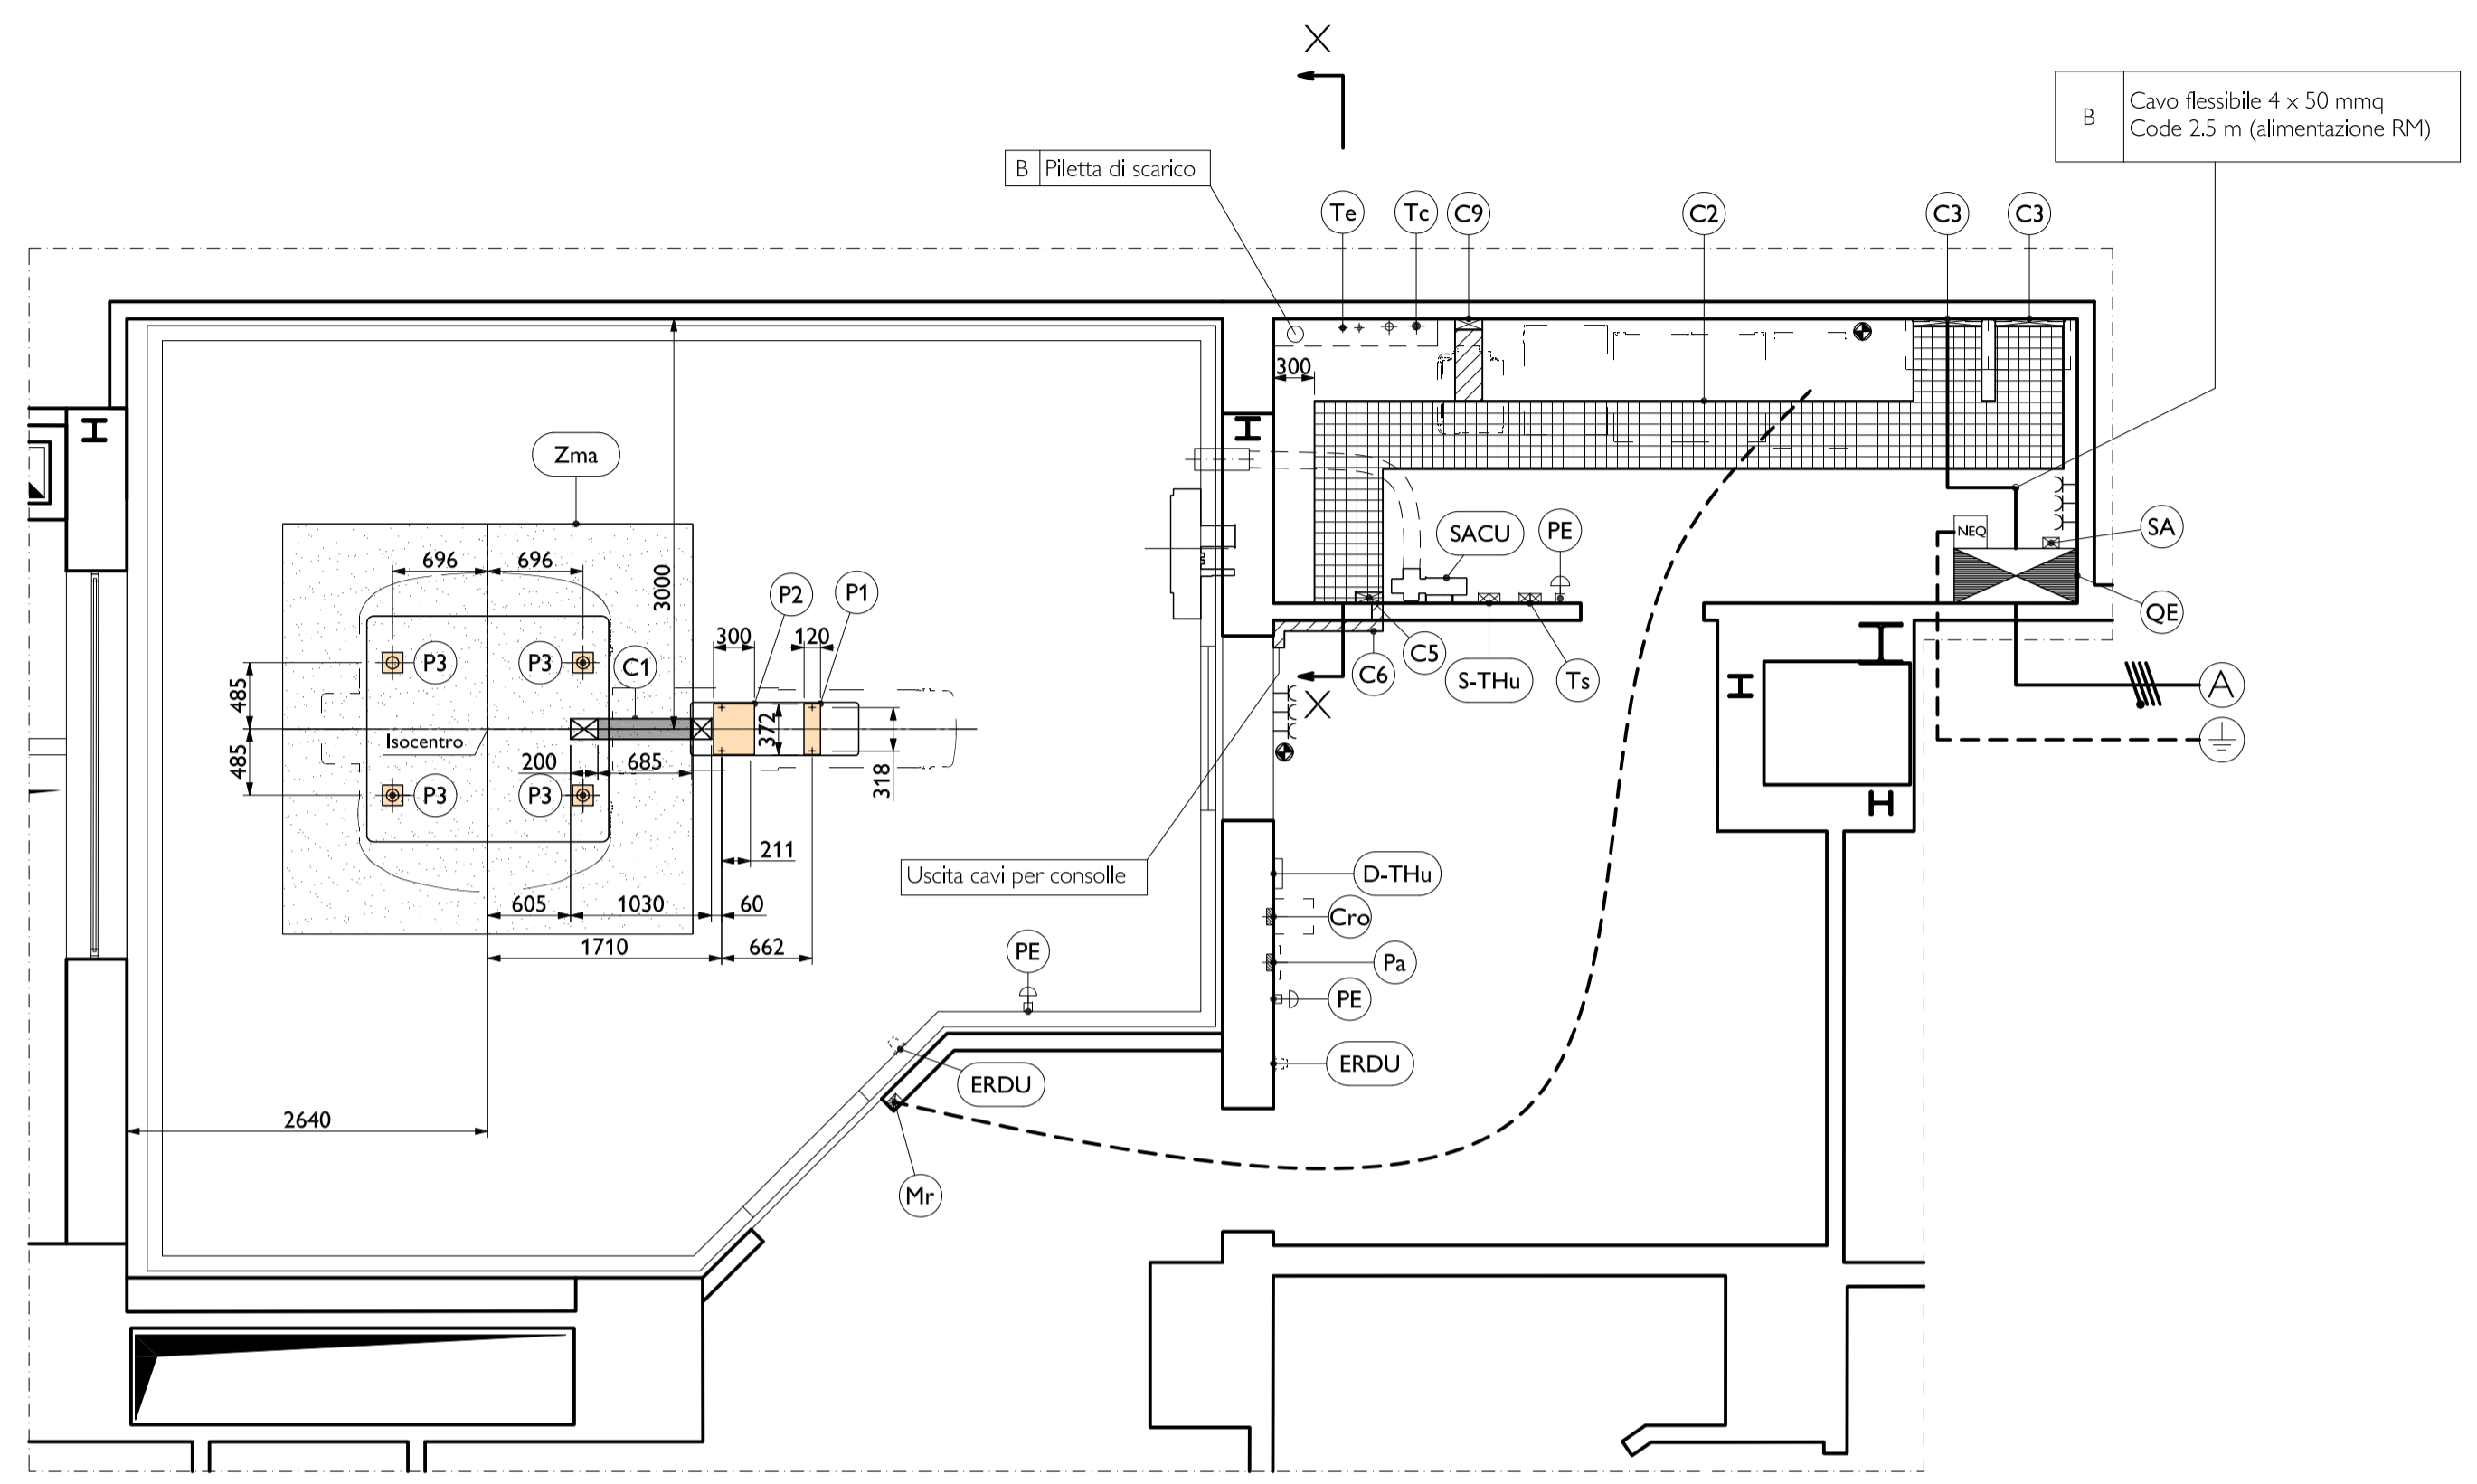 X
B
Cavo flessibile 4 x 50 mmq
Code 2.5 m (alimentazione RM)
B
Piletta di scarico
Te
Tc
C9
C2
C3
C3
300
Zma
NEQ
SA
SACU
PE
696
696
3000
P2
P1
QE
300
120
P3
P3
C1
C5
C6
S-THu
Ts
A
485
372
X
Isocentro
485
200
685
318
P3
P3
211
Uscita cavi per consolle
D-THu
605
1030
60
Cro
1710
662
PE
Pa
PE
ERDU
ERDU
2640
Mr